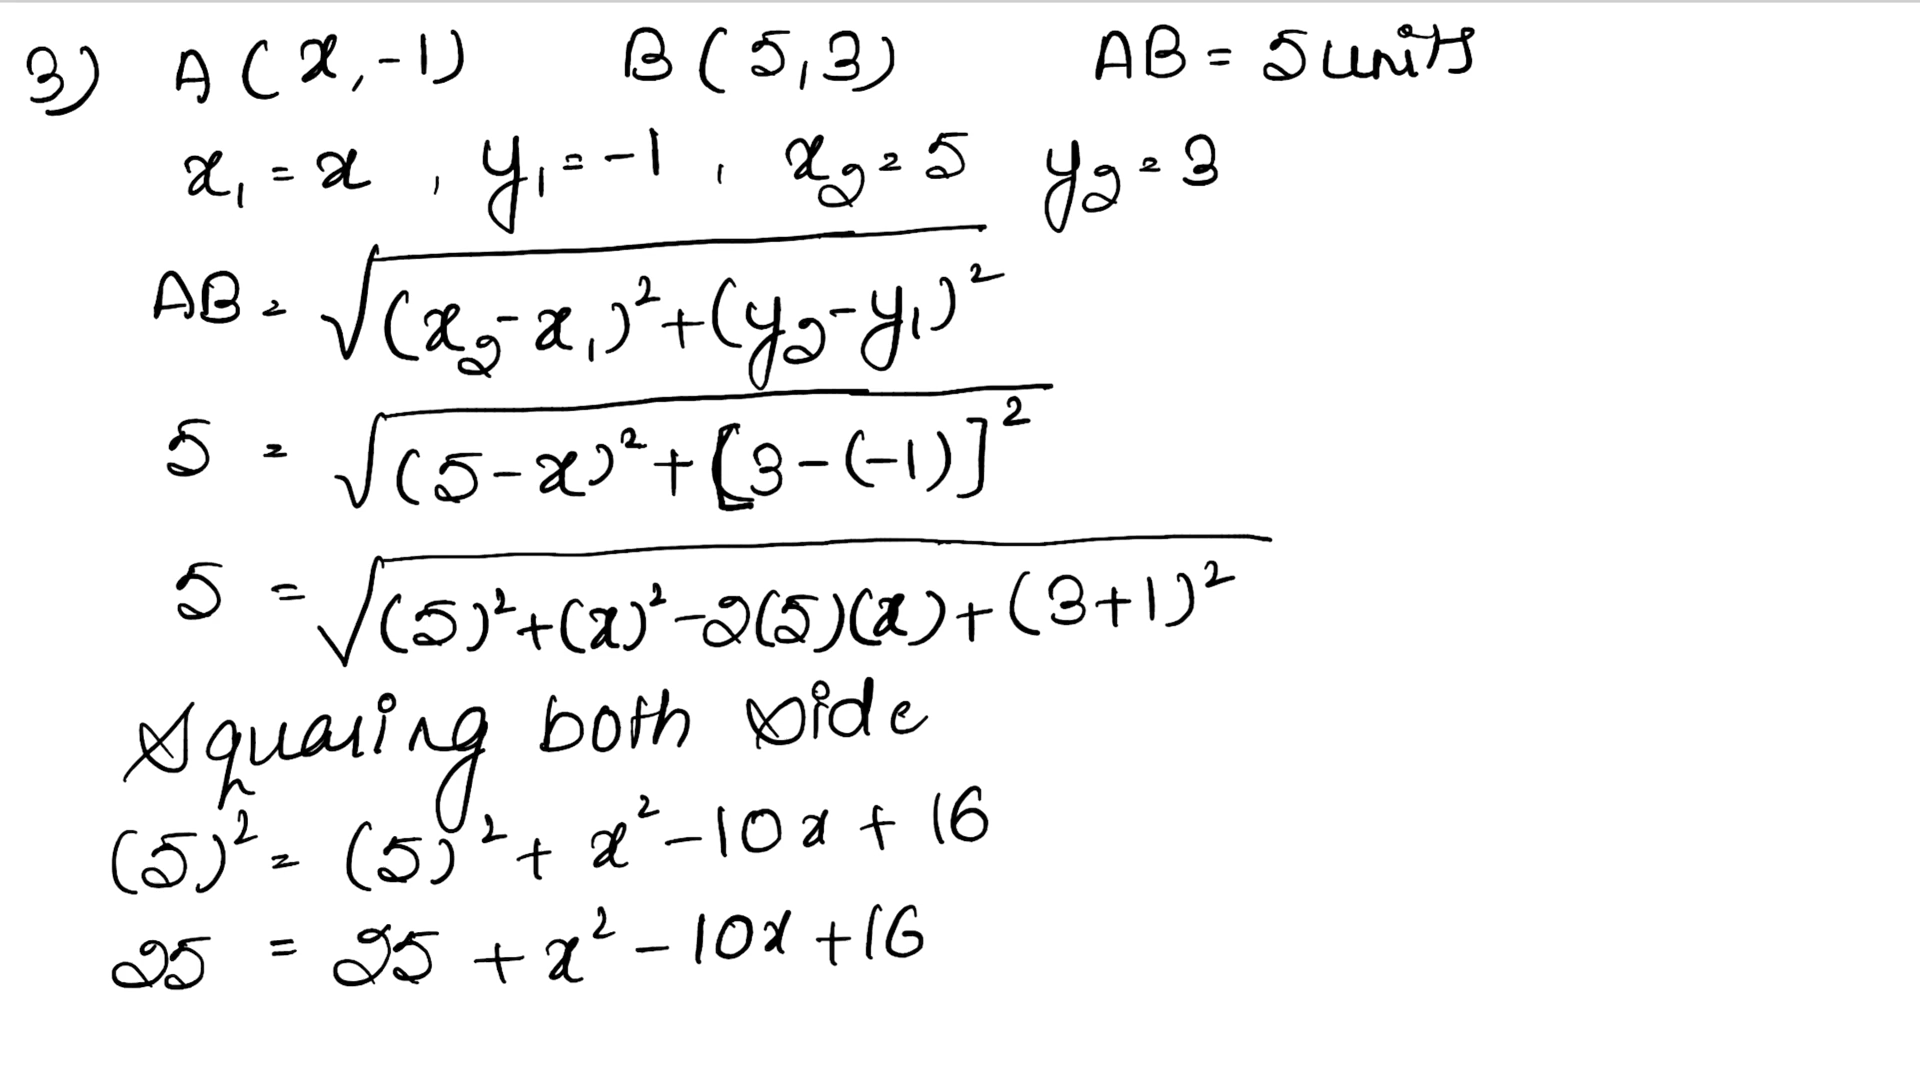 3) A(x,-1) B(5,3) AB = 5 units
x₁ = x , y₁ = -1 , x₂ = 5 y₂ = 3
AB = √((x₂-x₁)²+(y₂-y₁)²)
5 = √((5-x)²+[3-(-1)]²)
5 = √((5)²+(x)²-2(5)(x)+(3+1)²)
Squaring both side
(5)² = (5)²+ x²-10x + 16
25 = 25 + x² - 10x +16